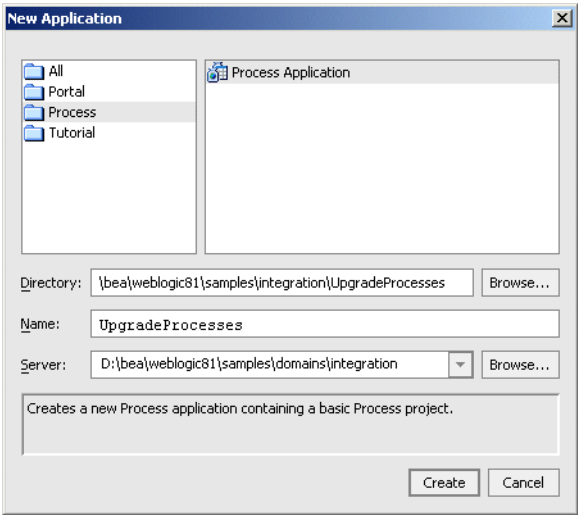 New Application
All
Portal
Process
Tutorial
Process Application
Directory: \bea\weblogic81\samples\integration\UpgradeProcesses Browse...
Name: UpgradeProcesses
Server: D:\bea\weblogic81\samples\domains\integration Browse...
Creates a new Process application containing a basic Process project.
Create Cancel